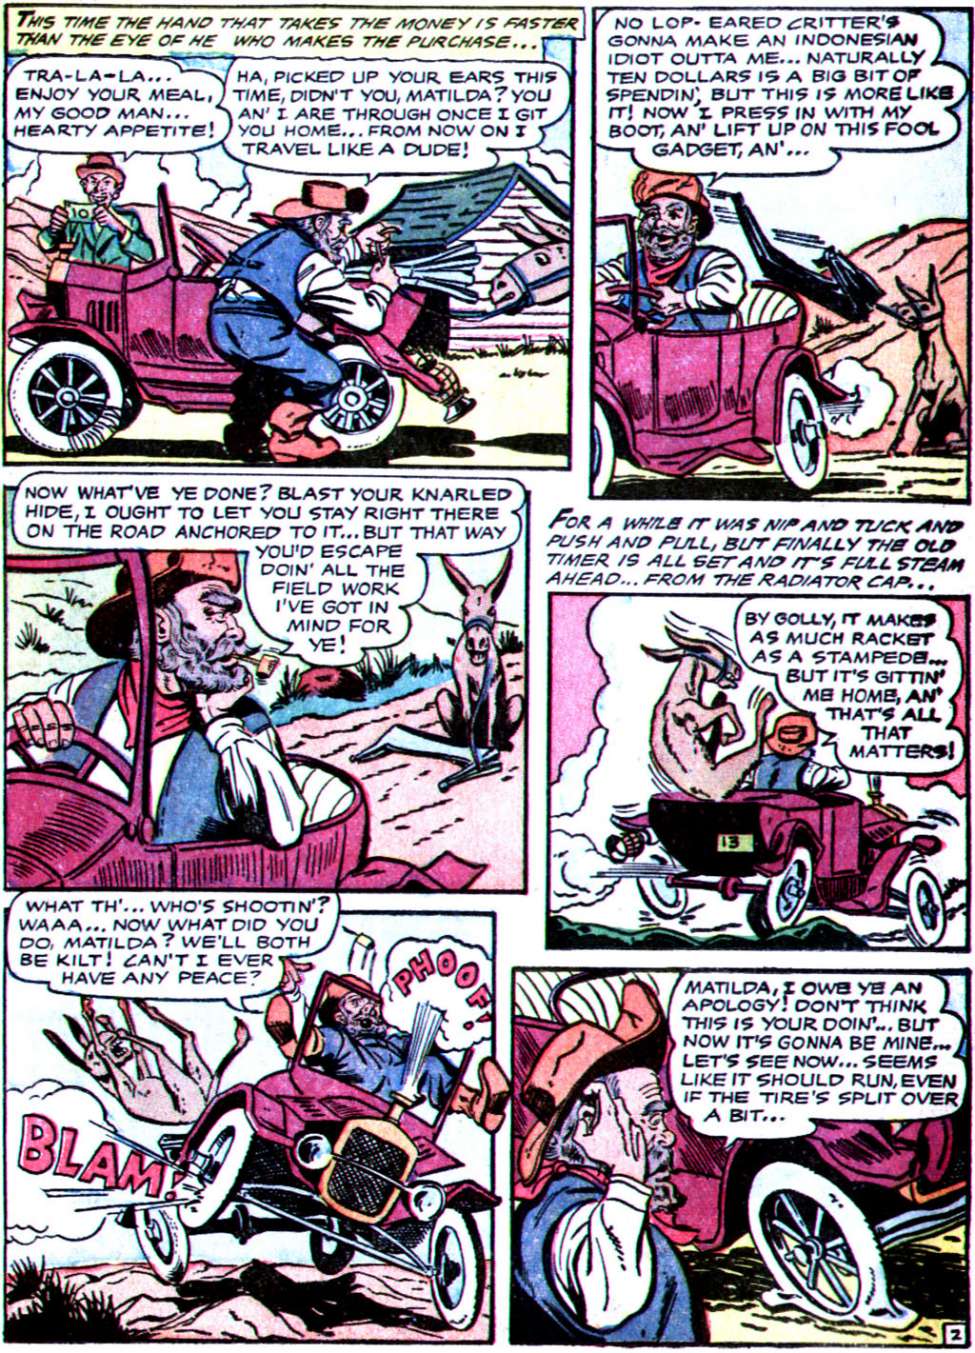 THIS TIME THE HAND THAT TAKES THE MONEY IS FASTER
THAN THE EYE OF HE WHO MAKES THE PURCHASE...
TRA-LA-LA...
ENJOY YOUR MEAL,
MY GOOD MAN...
HEARTY APPETITE!
HA, PICKED UP YOUR EARS THIS
TIME, DIDN'T YOU, MATILDA? YOU
AN' I ARE THROUGH ONCE I GIT
YOU HOME... FROM NOW ON I
TRAVEL LIKE A DUDE!
10
NO LOP-EARED CRITTER'S
GONNA MAKE AN INDONESIAN
IDIOT OUTTA ME... NATURALLY
TEN DOLLARS IS A BIG BIT OF
SPENDIN', BUT THIS IS MORE LIKE
IT! NOW I PRESS IN WITH MY
BOOT, AN' LIFT UP ON THIS FOOL
GADGET, AN'...
NOW WHAT'VE YE DONE? BLAST YOUR KNARLED
HIDE, I OUGHT TO LET YOU STAY RIGHT THERE
ON THE ROAD ANCHORED TO IT... BUT THAT WAY
YOU'D ESCAPE
DOIN' ALL THE
FIELD WORK
I'VE GOT IN
MIND FOR
YE!
FOR A WHILE IT WAS NIP AND TUCK AND
PUSH AND PULL, BUT FINALLY THE OLD
TIMER IS ALL SET AND IT'S FULL STEAM
AHEAD... FROM THE RADIATOR CAP...
BY GOLLY, IT MAKES
AS MUCH RACKET
AS A STAMPEDE...
BUT IT'S GITTIN'
ME HOME, AN'
THAT'S ALL
THAT
MATTERS!
13
WHAT TH'... WHO'S SHOOTIN'?
WAAA... NOW WHAT DID YOU
DO, MATILDA? WE'LL BOTH
BE KILT! CAN'T I EVER
HAVE ANY PEACE?
PHOOF!
BLAM!
MATILDA, I OWE YE AN
APOLOGY! DON'T THINK
THIS IS YOUR DOIN'... BUT
NOW IT'S GONNA BE MINE...
LET'S SEE NOW... SEEMS
LIKE IT SHOULD RUN, EVEN
IF THE TIRE'S SPLIT OVER
A BIT...
2